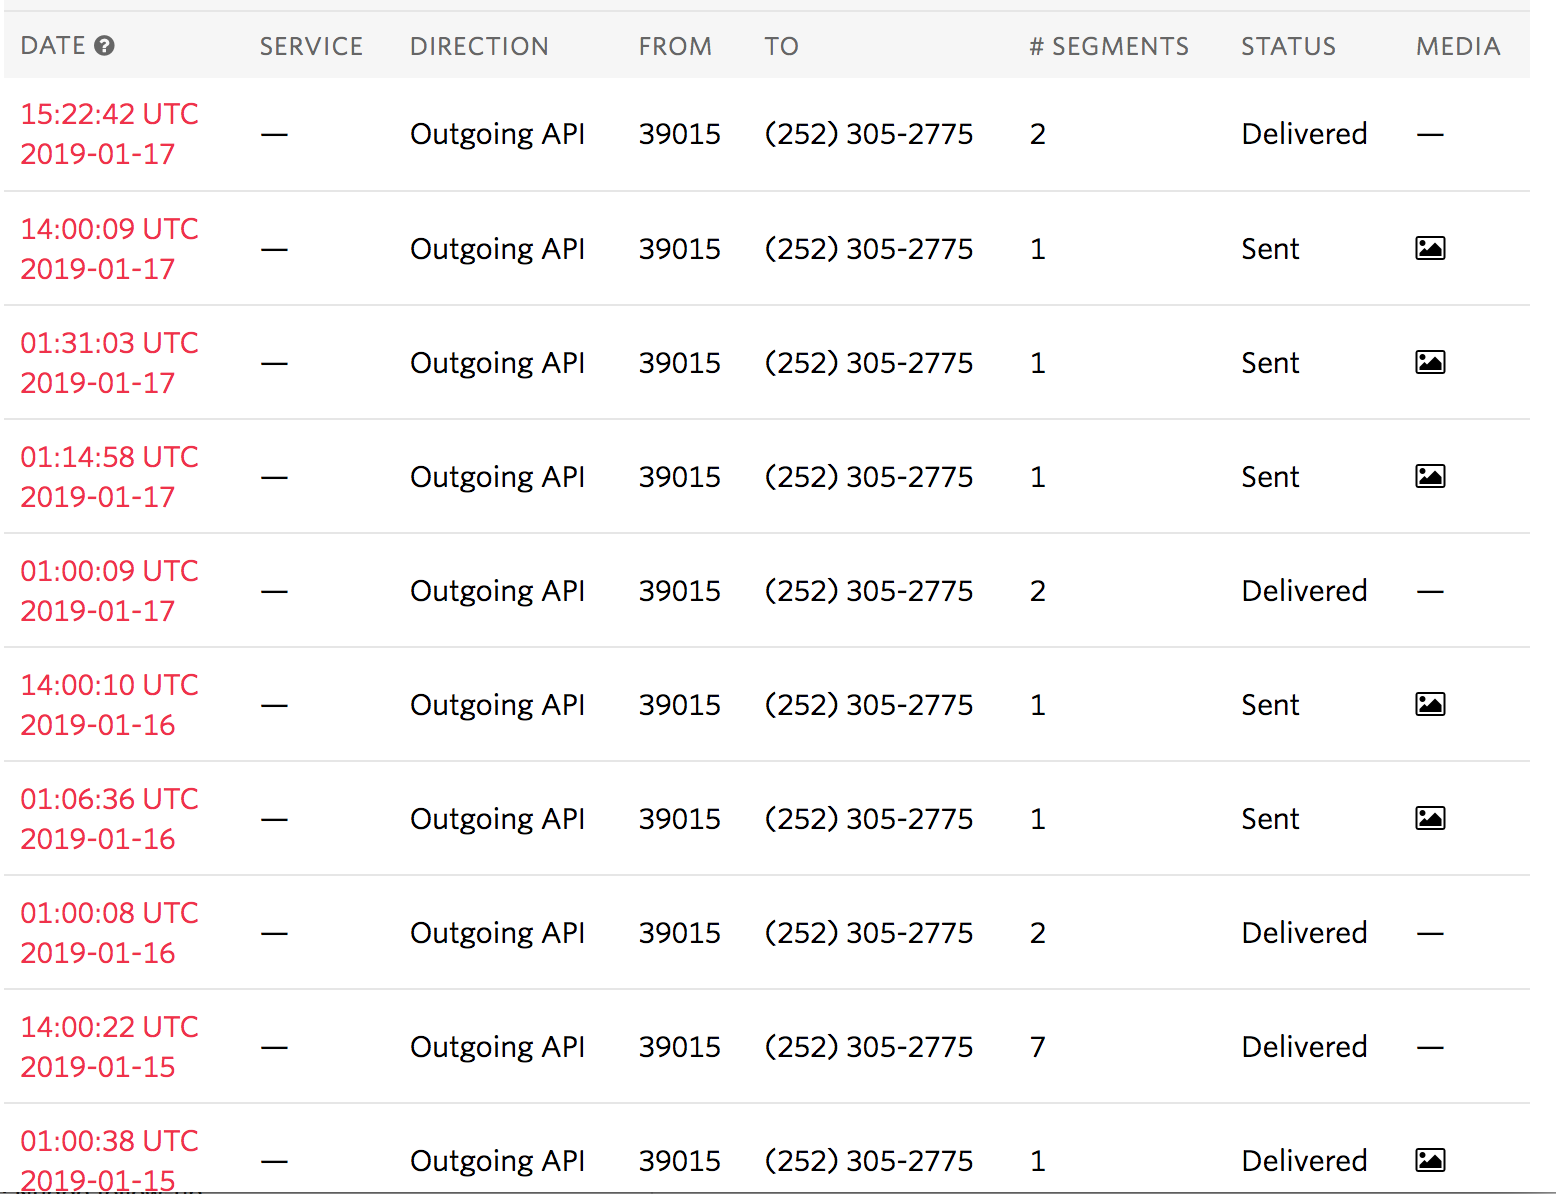 DATE ? SERVICE DIRECTION FROM TO # SEGMENTS STATUS MEDIA
15:22:42 UTC
2019-01-17 — Outgoing API 39015 (252) 305-2775 2 Delivered —
14:00:09 UTC
2019-01-17 — Outgoing API 39015 (252) 305-2775 1 Sent
01:31:03 UTC
2019-01-17 — Outgoing API 39015 (252) 305-2775 1 Sent
01:14:58 UTC
2019-01-17 — Outgoing API 39015 (252) 305-2775 1 Sent
01:00:09 UTC
2019-01-17 — Outgoing API 39015 (252) 305-2775 2 Delivered —
14:00:10 UTC
2019-01-16 — Outgoing API 39015 (252) 305-2775 1 Sent
01:06:36 UTC
2019-01-16 — Outgoing API 39015 (252) 305-2775 1 Sent
01:00:08 UTC
2019-01-16 — Outgoing API 39015 (252) 305-2775 2 Delivered —
14:00:22 UTC
2019-01-15 — Outgoing API 39015 (252) 305-2775 7 Delivered —
01:00:38 UTC
2019-01-15 — Outgoing API 39015 (252) 305-2775 1 Delivered